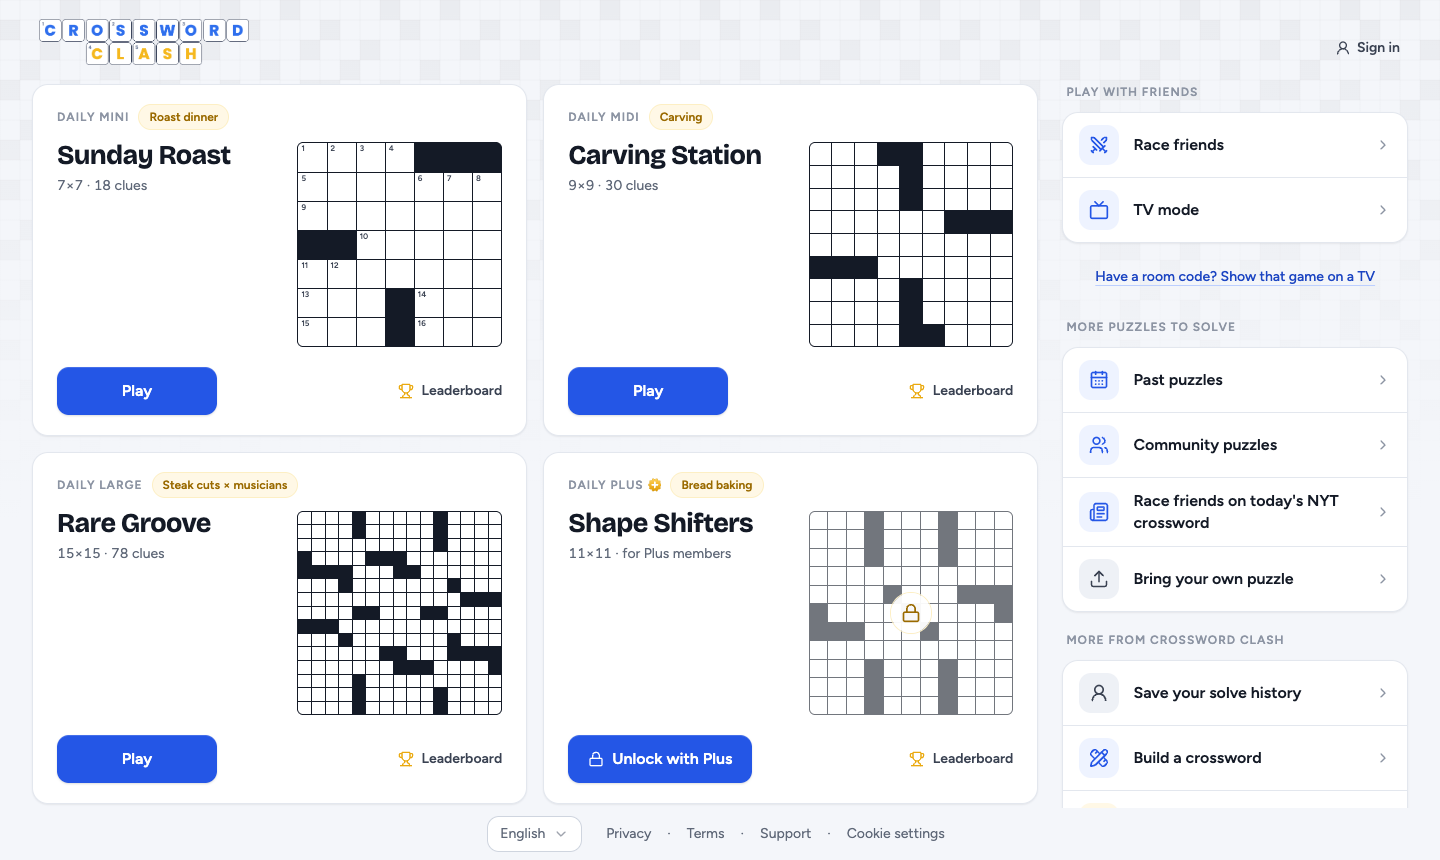 CROSSWORD
CLASH
Sign in
DAILY MINI Roast dinner
Sunday Roast
7×7 · 18 clues
1 2 3 4
5 6 7 8
9
10
11 12
13 14
15 16
Play Leaderboard
DAILY MIDI Carving
Carving Station
9×9 · 30 clues
Play Leaderboard
DAILY LARGE Steak cuts × musicians
Rare Groove
15×15 · 78 clues
Play Leaderboard
DAILY PLUS Bread baking
Shape Shifters
11×11 · for Plus members
Unlock with Plus Leaderboard
PLAY WITH FRIENDS
Race friends
TV mode
Have a room code? Show that game on a TV
MORE PUZZLES TO SOLVE
Past puzzles
Community puzzles
Race friends on today's NYT
crossword
Bring your own puzzle
MORE FROM CROSSWORD CLASH
Save your solve history
Build a crossword
English Privacy · Terms · Support · Cookie settings